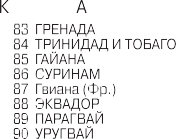 К А
83 ГРЕНАДА
84 ТРИНИДАД И ТОБАГО
85 ГАЙАНА
86 СУРИНАМ
87 Гвиана (Фр.)
88 ЭКВАДОР
89 ПАРАГВАЙ
90 УРУГВАЙ